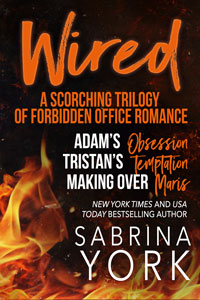 Wired
A SCORCHING TRILOGY
OF FORBIDDEN OFFICE ROMANCE
ADAM'S Obsession
TRISTAN'S Temptation
MAKING OVER Maris
NEW YORK TIMES AND USA
TODAY BESTSELLING AUTHOR
SABRINA
YORK